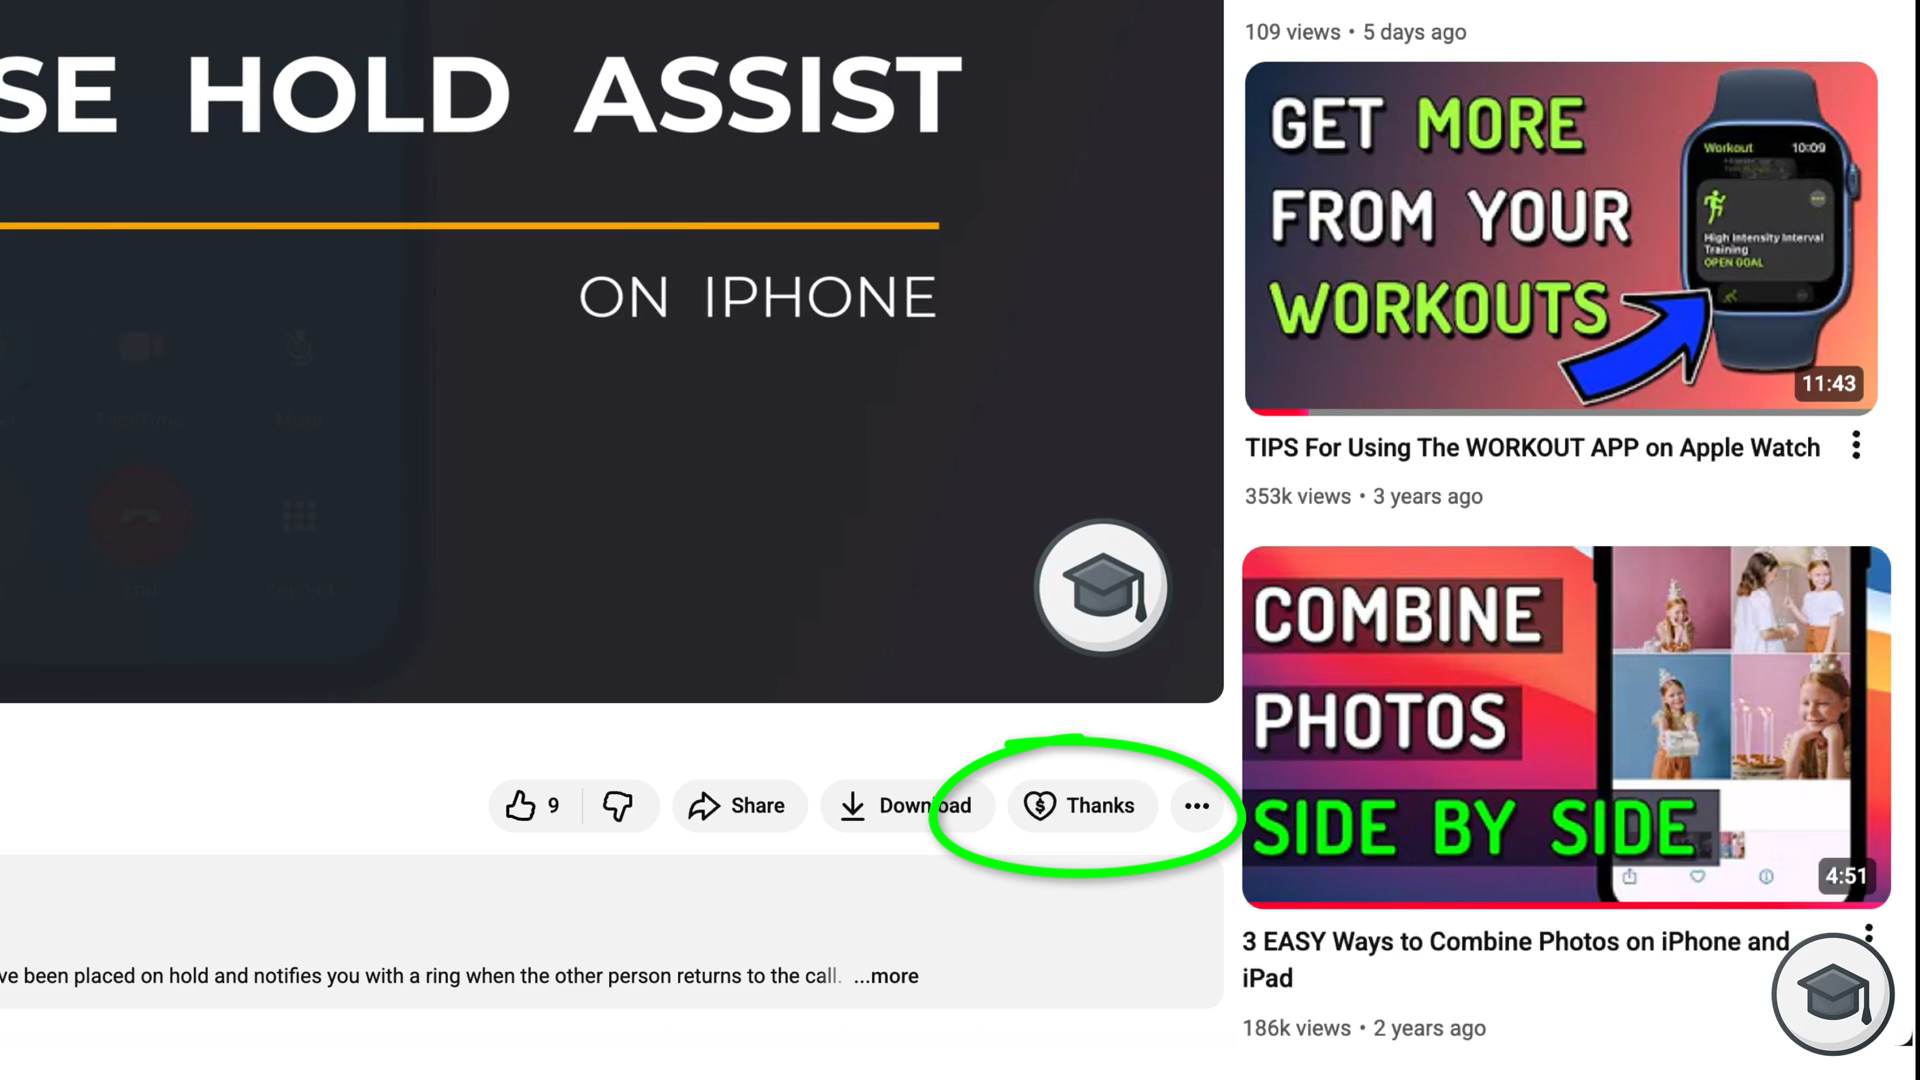 SE HOLD ASSIST
ON IPHONE
FaceTime
More
End
Keypad
9
Share
Download
Thanks
ve been placed on hold and notifies you with a ring when the other person returns to the call. ...more
109 views • 5 days ago
GET MORE
FROM YOUR
WORKOUTS
Workout 10:09
High Intensity Interval
Training
OPEN GOAL
11:43
TIPS For Using The WORKOUT APP on Apple Watch
353k views • 3 years ago
COMBINE
PHOTOS
SIDE BY SIDE
4:51
3 EASY Ways to Combine Photos on iPhone and
iPad
186k views • 2 years ago